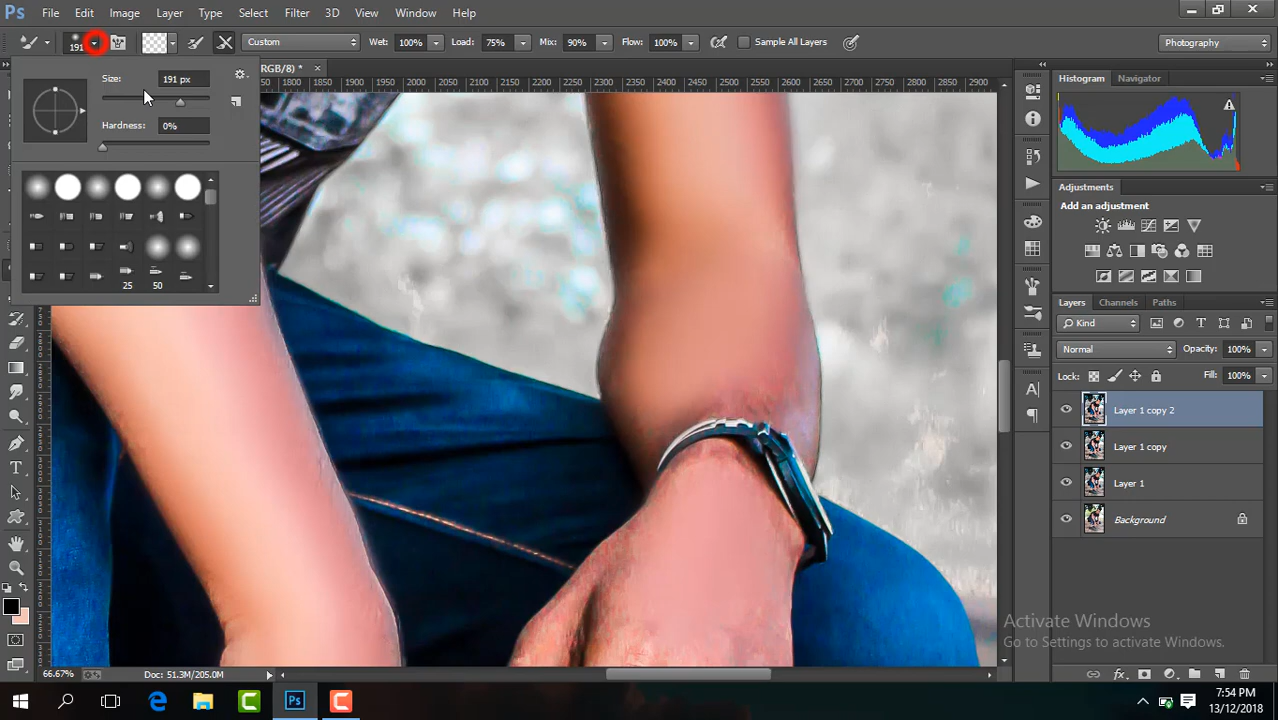 Ps File Edit Image Layer Type Select Filter 3D View Window Help
191 Custom Wet: 100% Load: 75% Mix: 90% Flow: 100% Sample All Layers Photography
RGB/8) * ×
Size: 191 px
Hardness: 0%
25 50
1800 1850 1900 1950 2000 2050 2100 2150 2200 2250 2300 2350 2400 2450 2500 2550 2600 2650 2700 2750 2800 2850 2900
Histogram Navigator
Adjustments
Add an adjustment
Layers Channels Paths
Kind
Normal Opacity: 100%
Lock: Fill: 100%
Layer 1 copy 2
Layer 1 copy
Layer 1
Background
Activate Windows
Go to Settings to activate Windows.
66.67% Doc: 51.3M/205.0M
7:54 PM
13/12/2018